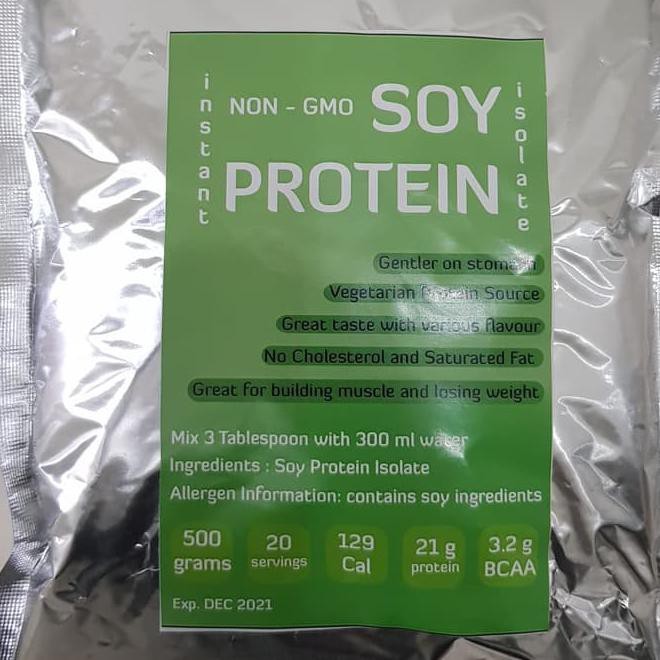 instant
NON - GMO SOY
isolate
PROTEIN
Gentler on stomach
Vegetarian Protein Source
Great taste with various flavour
No Cholesterol and Saturated Fat
Great for building muscle and losing weight
Mix 3 Tablespoon with 300 ml water
Ingredients : Soy Protein Isolate
Allergen Information: contains soy ingredients
500 grams
20 servings
129 Cal
21 g protein
3.2 g BCAA
Exp. DEC 2021